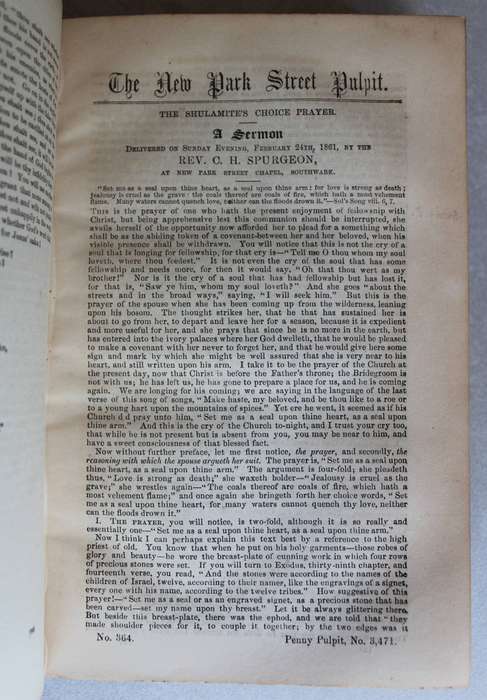 The New Park Street Pulpit.
THE SHULAMITE'S CHOICE PRAYER.
A Sermon
DELIVERED ON SUNDAY EVENING, FEBRUARY 24TH, 1861, BY THE
REV. C. H. SPURGEON,
AT NEW PARK STREET CHAPEL, SOUTHWARK.
"Set me as a seal upon thine heart, as a seal upon thine arm: for love is strong as death;
jealousy is cruel as the grave: the coals thereof are coals of fire, which hath a most vehement
flame. Many waters cannot quench love, neither can the floods drown it."—Sol's Song viii. 6, 7.
THIS is the prayer of one who hath the present enjoyment of fellowship with
Christ, but being apprehensive lest this communion should be interrupted, she
avails herself of the opportunity now afforded her to plead for a something which
shall be as the abiding token of a covenant between her and her beloved, when his
visible presence shall be withdrawn. You will notice that this is not the cry of a
soul that is longing for fellowship, for that cry is—"Tell me O thou whom my soul
loveth, where thou feedest." It is not even the cry of the soul that has some
fellowship and needs more, for then it would say, "Oh that thou wert as my
brother!" Nor is it the cry of a soul that has had fellowship but has lost it,
for that is, "Saw ye him, whom my soul loveth?" And she goes "about the
streets and in the broad ways," saying, "I will seek him." But this is the
prayer of the spouse when she has been coming up from the wilderness, leaning
upon his bosom. The thought strikes her, that he that has sustained her is
about to go from her, to depart and leave her for a season, because it is expedient
and more useful for her, and she prays that since he is no more in the earth, but
has entered into the ivory palaces where her God dwelleth, that he would be pleased
to make a covenant with her never to forget her, and that he would give her some
sign and mark by which she might be well assured that she is very near to his
heart, and still written upon his arm. I take it to be the prayer of the Church at
the present day, now that Christ is before the Father's throne; the Bridegroom is
not with us; he has left us, he has gone to prepare a place for us, and he is coming
again. We are longing for his coming; we are saying in the language of the last
verse of this song of songs, "Make haste, my beloved, and be thou like to a roe or
to a young hart upon the mountains of spices." Yet ere he went, it seemed as if his
Church did pray unto him, "Set me as a seal upon thine heart, as a seal upon
thine arm." And this is the cry of the Church to-night, and I trust your cry too,
that while he is not present but is absent from you, you may be near to him, and
have a sweet consciousness of that blessed fact.
Now without further preface, let me first notice, the prayer, and secondly, the
reasoning with which the spouse argueth her suit. The prayer is, "Set me as a seal upon
thine heart, as a seal upon thine arm." The argument is four-fold; she pleadeth
thus, "Love is strong as death;" she waxeth bolder—"Jealousy is cruel as the
grave;" she wrestles again—"The coals thereof are coals of fire, which hath a
most vehement flame;" and once again she bringeth forth her choice words, "Set
me as a seal upon thine heart, for many waters cannot quench thy love, neither
can the floods drown it."
I. THE PRAYER, you will notice, is two-fold, although it is so really and
essentially one—"Set me as a seal upon thine heart, as a seal upon thine arm."
Now I think I can perhaps explain this text best by a reference to the high
priest of old. You know that when he put on his holy garments—those robes of
glory and beauty—he wore the breast-plate of cunning work in which four rows
of precious stones were set. If you will turn to Exodus, thirty-ninth chapter, and
fourteenth verse, you read, "And the stones were according to the names of the
children of Israel, twelve, according to their names, like the engravings of a signet,
every one with his name, according to the twelve tribes." How suggestive of this
prayer!—"Set me as a seal or as an engraved signet, as a precious stone that has
been carved—set my name upon thy breast." Let it be always glittering there.
But beside this breast-plate, there was the ephod, and we are told that "they
made shoulder pieces for it, to couple it together; by the two edges was it
No. 364.
Penny Pulpit, No. 3,471.